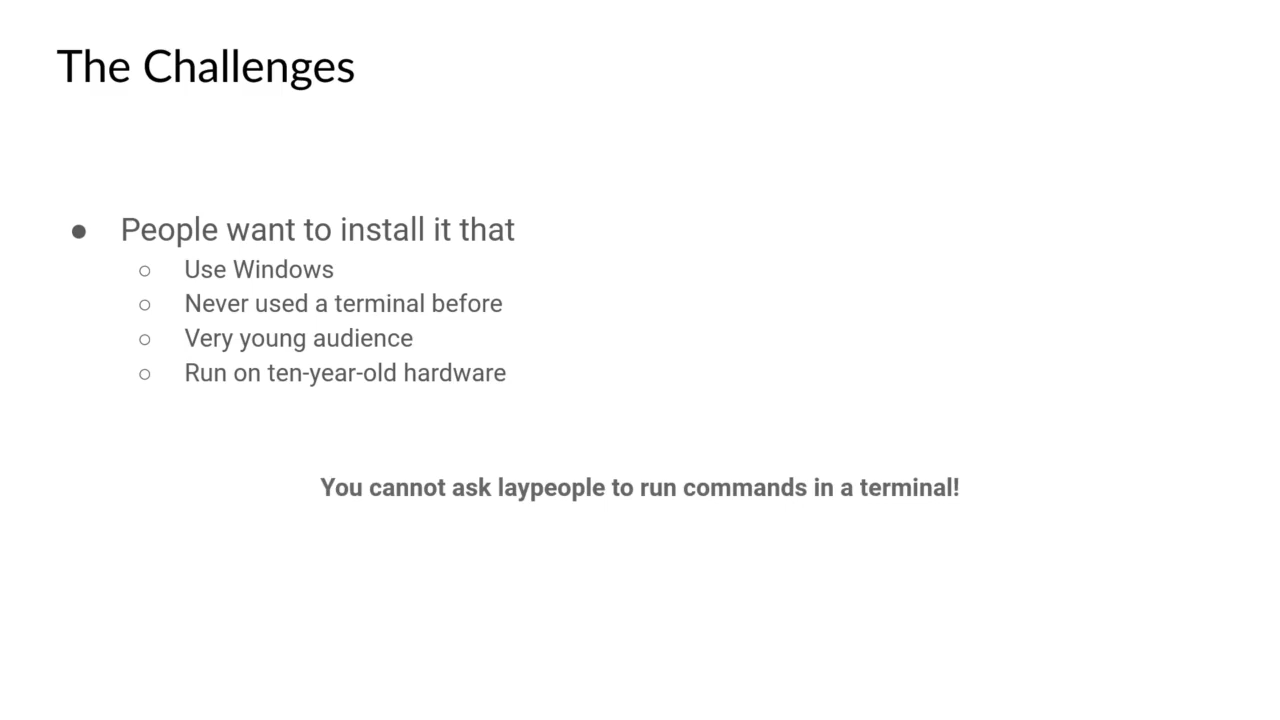 The Challenges
● People want to install it that
○ Use Windows
○ Never used a terminal before
○ Very young audience
○ Run on ten-year-old hardware
You cannot ask laypeople to run commands in a terminal!